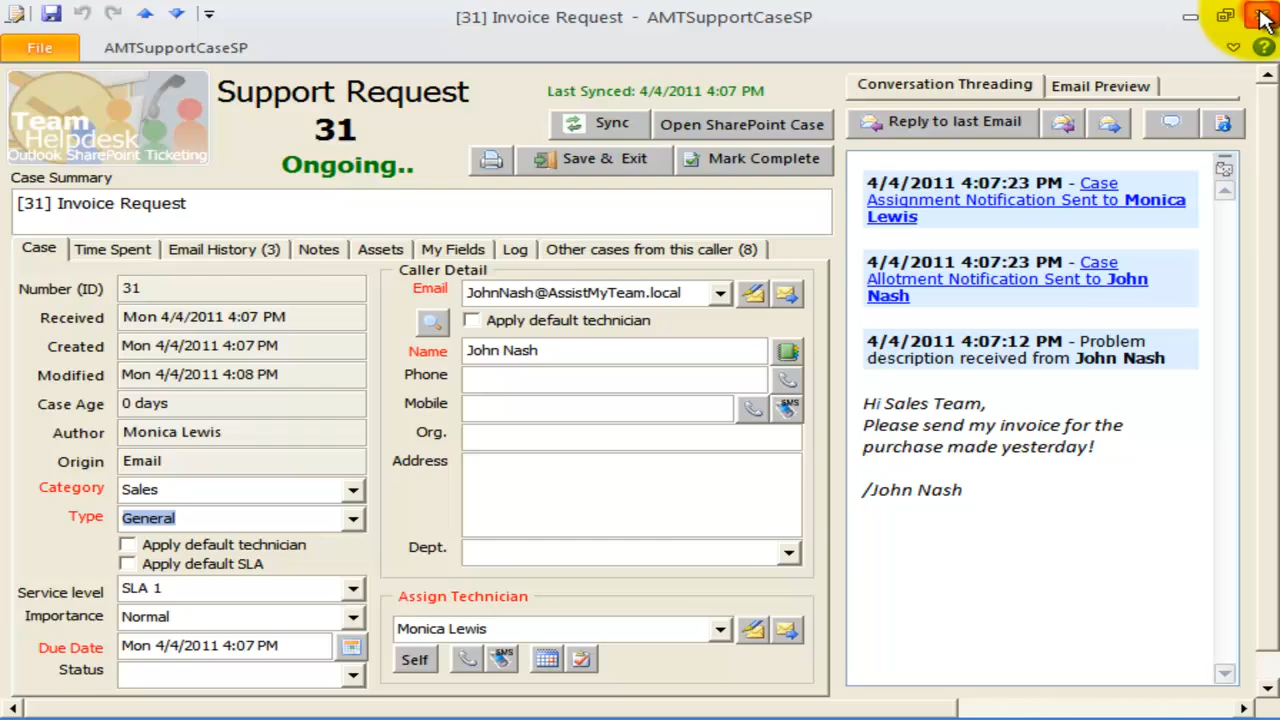 [31] Invoice Request - AMTSupportCaseSP
File
AMTSupportCaseSP
Team
Helpdesk
Outlook SharePoint Ticketing
Support Request
31
Ongoing..
Last Synced: 4/4/2011 4:07 PM
Sync
Open SharePoint Case
Save & Exit
Mark Complete
Case Summary
[31] Invoice Request
Case
Time Spent
Email History (3)
Notes
Assets
My Fields
Log
Other cases from this caller (8)
Number (ID)
31
Received
Mon 4/4/2011 4:07 PM
Created
Mon 4/4/2011 4:07 PM
Modified
Mon 4/4/2011 4:08 PM
Case Age
0 days
Author
Monica Lewis
Origin
Email
Category
Sales
Type
General
Apply default technician
Apply default SLA
Service level
SLA 1
Importance
Normal
Due Date
Mon 4/4/2011 4:07 PM
Status
Caller Detail
Email
JohnNash@AssistMyTeam.local
Apply default technician
Name
John Nash
Phone
Mobile
SMS
Org.
Address
Dept.
Assign Technician
Monica Lewis
Self
SMS
Conversation Threading
Email Preview
Reply to last Email
4/4/2011 4:07:23 PM - Case
Assignment Notification Sent to Monica
Lewis
4/4/2011 4:07:23 PM - Case
Allotment Notification Sent to John
Nash
4/4/2011 4:07:12 PM - Problem
description received from John Nash
Hi Sales Team,
Please send my invoice for the
purchase made yesterday!
/John Nash